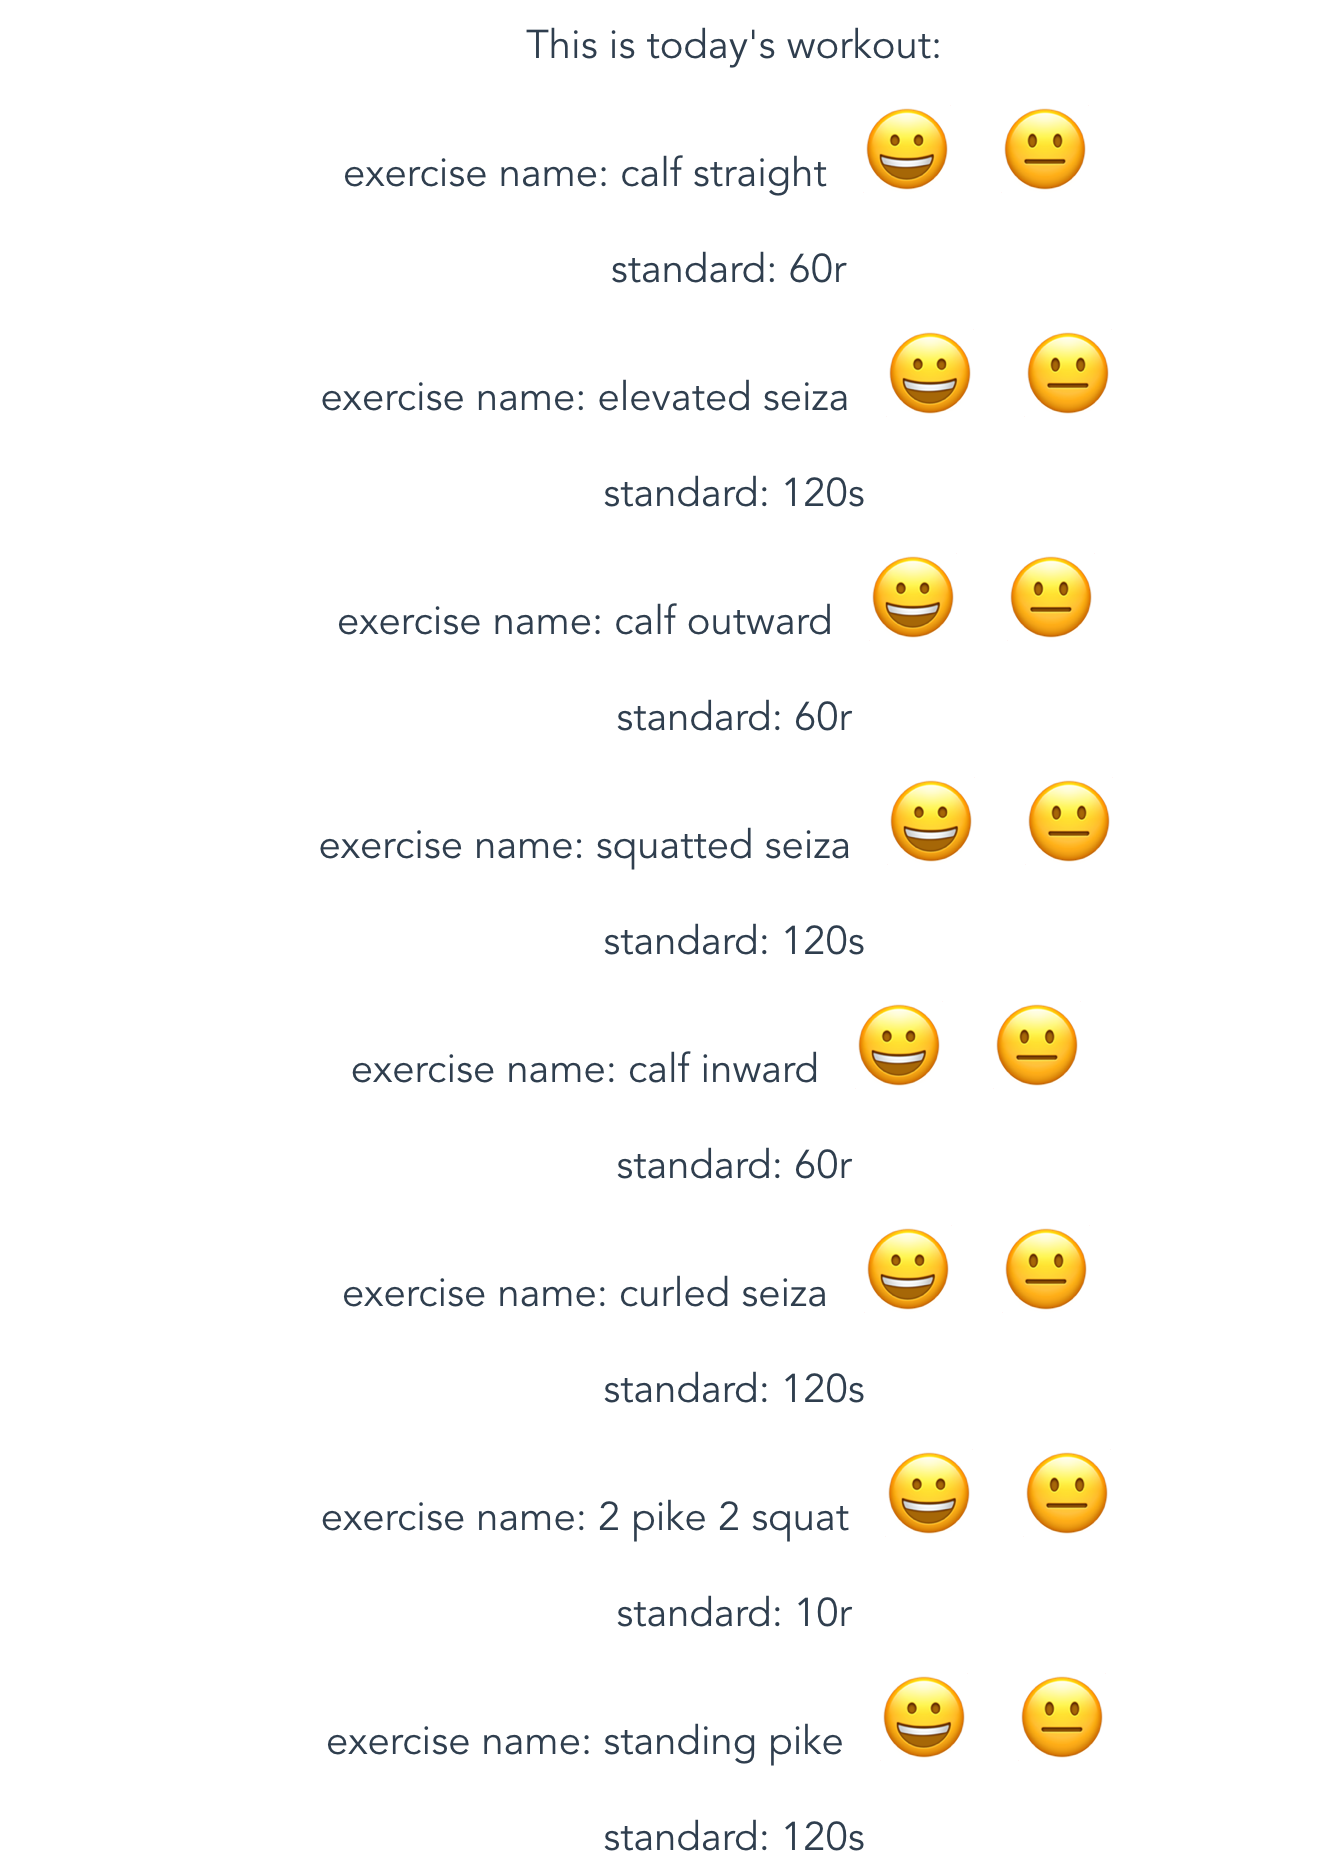 This is today's workout:
exercise name: calf straight 😀 😐
standard: 60r
exercise name: elevated seiza 😀 😐
standard: 120s
exercise name: calf outward 😀 😐
standard: 60r
exercise name: squatted seiza 😀 😐
standard: 120s
exercise name: calf inward 😀 😐
standard: 60r
exercise name: curled seiza 😀 😐
standard: 120s
exercise name: 2 pike 2 squat 😀 😐
standard: 10r
exercise name: standing pike 😀 😐
standard: 120s